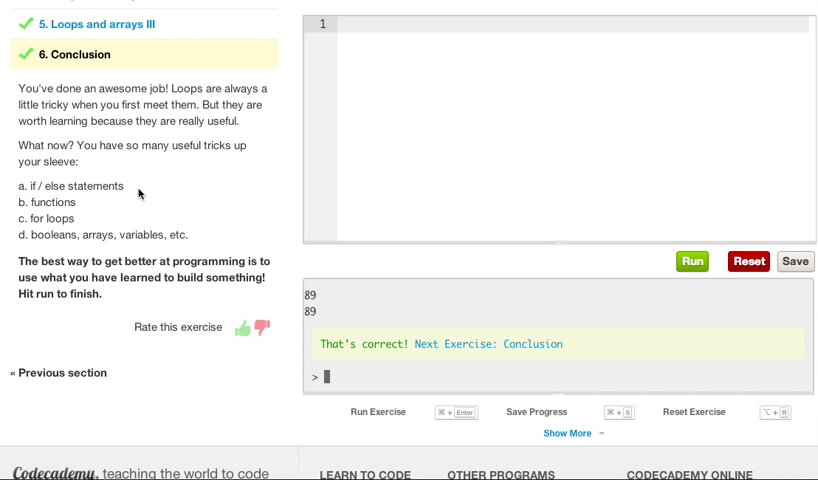 5. Loops and arrays III
6. Conclusion
You've done an awesome job! Loops are always a
little tricky when you first meet them. But they are
worth learning because they are really useful.
What now? You have so many useful tricks up
your sleeve:
a. if / else statements
b. functions
c. for loops
d. booleans, arrays, variables, etc.
The best way to get better at programming is to
use what you have learned to build something!
Hit run to finish.
Rate this exercise
« Previous section
1
Run Reset Save
89
89
That's correct! Next Exercise: Conclusion
>
Run Exercise ⌘ + Enter Save Progress ⌘ + S Reset Exercise ⌥ + R
Show More
Codecademy. teaching the world to code
LEARN TO CODE OTHER PROGRAMS CODECADEMY ONLINE